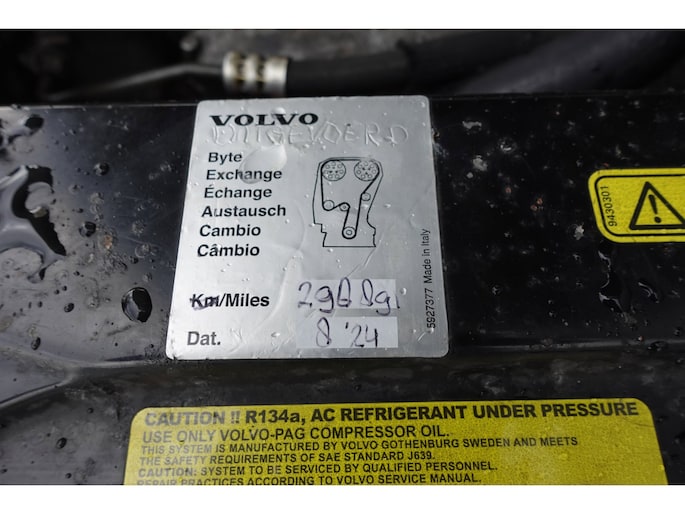 VOLVO
Byte
Exchange
Échange
Austausch
Cambio
Câmbio
Km/Miles
Dat. 8 '24
5927377 Made in Italy
9430301
CAUTION !! R134a, AC REFRIGERANT UNDER PRESSURE
USE ONLY VOLVO-PAG COMPRESSOR OIL.
THIS SYSTEM IS MANUFACTURED BY VOLVO GOTHENBURG SWEDEN AND MEETS
THE SAFETY REQUIREMENTS OF SAE STANDARD J639.
CAUTION: SYSTEM TO BE SERVICED BY QUALIFIED PERSONNEL.
REPAIR PRACTICES ACCORDING TO VOLVO SERVICE MANUAL.